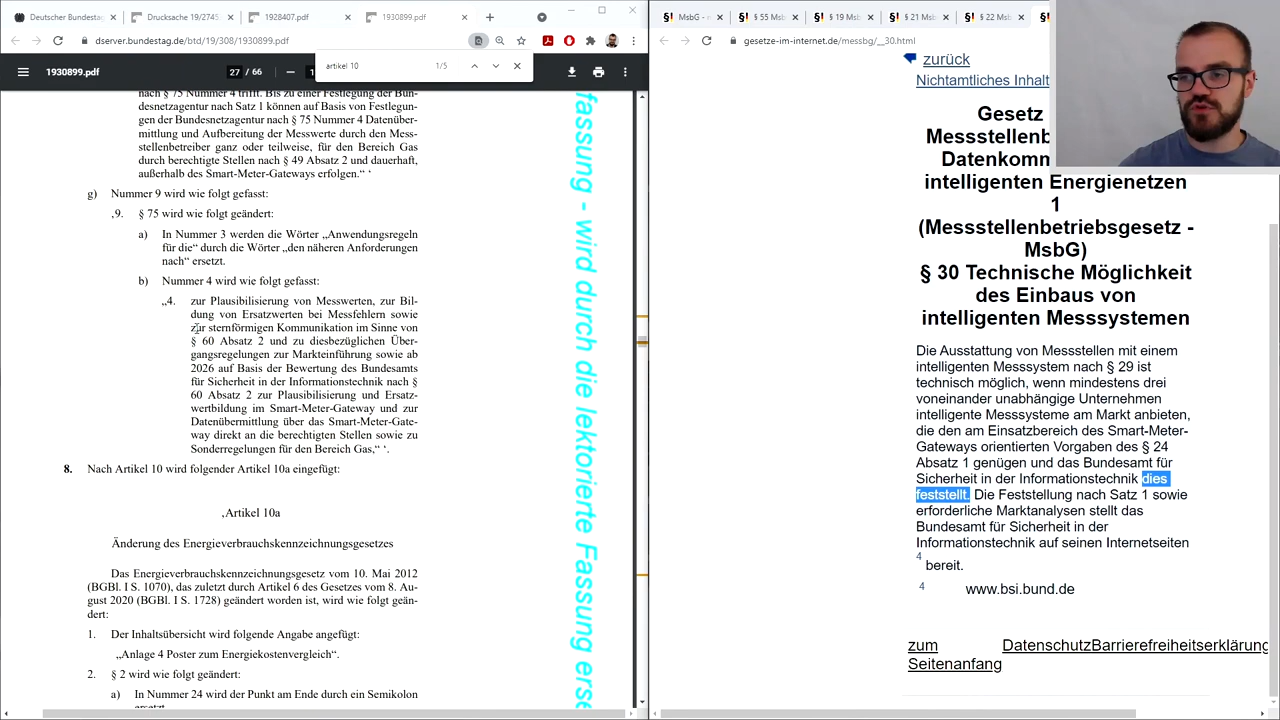 Deutscher Bundestag
Drucksache 19/2745
1928407.pdf
1930899.pdf
dserver.bundestag.de/btd/19/308/1930899.pdf
artikel 10
1/5
1930899.pdf
27 / 66
nach § 75 Nummer 4 trifft. Bis zu einer Festlegung der Bun-
desnetzagentur nach Satz 1 können auf Basis von Festlegun-
gen der Bundesnetzagentur nach § 75 Nummer 4 Datenüber-
mittlung und Aufbereitung der Messwerte durch den Mess-
stellenbetreiber ganz oder teilweise, für den Bereich Gas
durch berechtigte Stellen nach § 49 Absatz 2 und dauerhaft,
außerhalb des Smart-Meter-Gateways erfolgen.“ ‘
g) Nummer 9 wird wie folgt gefasst:
‚9. § 75 wird wie folgt geändert:
a) In Nummer 3 werden die Wörter „Anwendungsregeln
für die“ durch die Wörter „den näheren Anforderungen
nach“ ersetzt.
b) Nummer 4 wird wie folgt gefasst:
„4. zur Plausibilisierung von Messwerten, zur Bil-
dung von Ersatzwerten bei Messfehlern sowie
zur sternförmigen Kommunikation im Sinne von
§ 60 Absatz 2 und zu diesbezüglichen Über-
gangsregelungen zur Markteinführung sowie ab
2026 auf Basis der Bewertung des Bundesamts
für Sicherheit in der Informationstechnik nach §
60 Absatz 2 zur Plausibilisierung und Ersatz-
wertbildung im Smart-Meter-Gateway und zur
Datenübermittlung über das Smart-Meter-Gate-
way direkt an die berechtigten Stellen sowie zu
Sonderregelungen für den Bereich Gas,“ ‘.
8. Nach Artikel 10 wird folgender Artikel 10a eingefügt:
‚Artikel 10a
Änderung des Energieverbrauchskennzeichnungsgesetzes
Das Energieverbrauchskennzeichnungsgesetz vom 10. Mai 2012
(BGBl. I S. 1070), das zuletzt durch Artikel 6 des Gesetzes vom 8. Au-
gust 2020 (BGBl. I S. 1728) geändert worden ist, wird wie folgt geän-
dert:
1. Der Inhaltsübersicht wird folgende Angabe angefügt:
„Anlage 4 Poster zum Energiekostenvergleich“.
2. § 2 wird wie folgt geändert:
a) In Nummer 24 wird der Punkt am Ende durch ein Semikolon
ersetzt.
fassung - wird durch die lektorierte Fassung erse
MsbG - n
§ 55 Msb
§ 19 Msb
§ 21 Msb
§ 22 Msb
gesetze-im-internet.de/messbg/__30.html
zurück
Nichtamtliches Inhalt
Gesetz
Messstellenb
Datenkomm
intelligenten Energienetzen
1
(Messstellenbetriebsgesetz -
MsbG)
§ 30 Technische Möglichkeit
des Einbaus von
intelligenten Messsystemen
Die Ausstattung von Messstellen mit einem
intelligenten Messsystem nach § 29 ist
technisch möglich, wenn mindestens drei
voneinander unabhängige Unternehmen
intelligente Messsysteme am Markt anbieten,
die den am Einsatzbereich des Smart-Meter-
Gateways orientierten Vorgaben des § 24
Absatz 1 genügen und das Bundesamt für
Sicherheit in der Informationstechnik dies
feststellt. Die Feststellung nach Satz 1 sowie
erforderliche Marktanalysen stellt das
Bundesamt für Sicherheit in der
Informationstechnik auf seinen Internetseiten
4 bereit.
4 www.bsi.bund.de
zum
Seitenanfang
Datenschutz
Barrierefreiheitserklärung